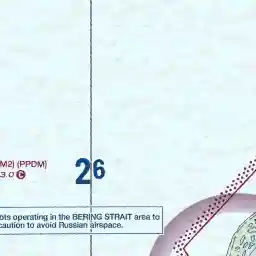 M2) (PPDM)
3.0 C
26
ots operating in the BERING STRAIT area to
caution to avoid Russian airspace.